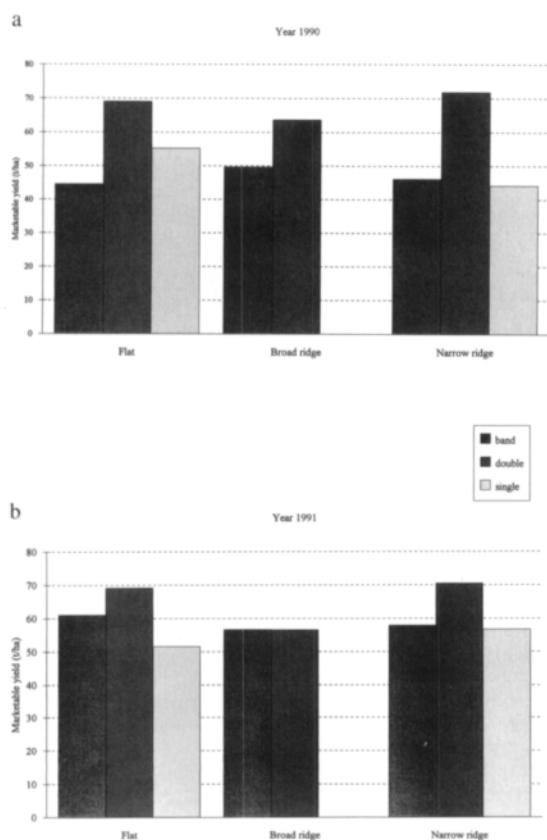 a
Year 1990
Marketable yield (t/ha)
80
70
60
50
40
30
20
10
0
Flat Broad ridge Narrow ridge
band
double
single
b
Year 1991
Marketable yield (t/ha)
80
70
60
50
40
30
20
10
0
Flat Broad ridge Narrow ridge